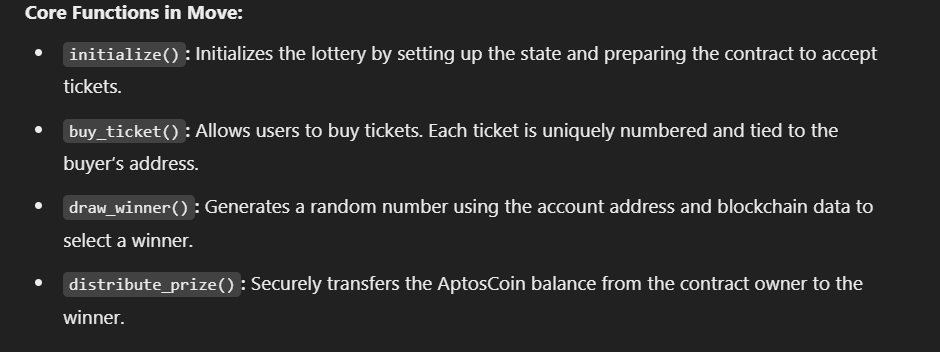 Core Functions in Move:
• initialize(): Initializes the lottery by setting up the state and preparing the contract to accept
tickets.
• buy_ticket(): Allows users to buy tickets. Each ticket is uniquely numbered and tied to the
buyer's address.
• draw_winner(): Generates a random number using the account address and blockchain data to
select a winner.
• distribute_prize(): Securely transfers the AptosCoin balance from the contract owner to the
winner.